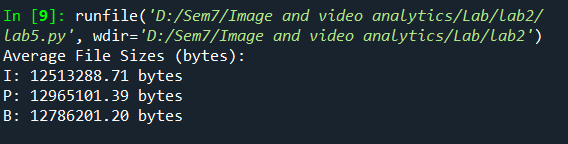 In [9]: runfile('D:/Sem7/Image and video analytics/Lab/lab2/
lab5.py', wdir='D:/Sem7/Image and video analytics/Lab/lab2')
Average File Sizes (bytes):
I: 12513288.71 bytes
P: 12965101.39 bytes
B: 12786201.20 bytes